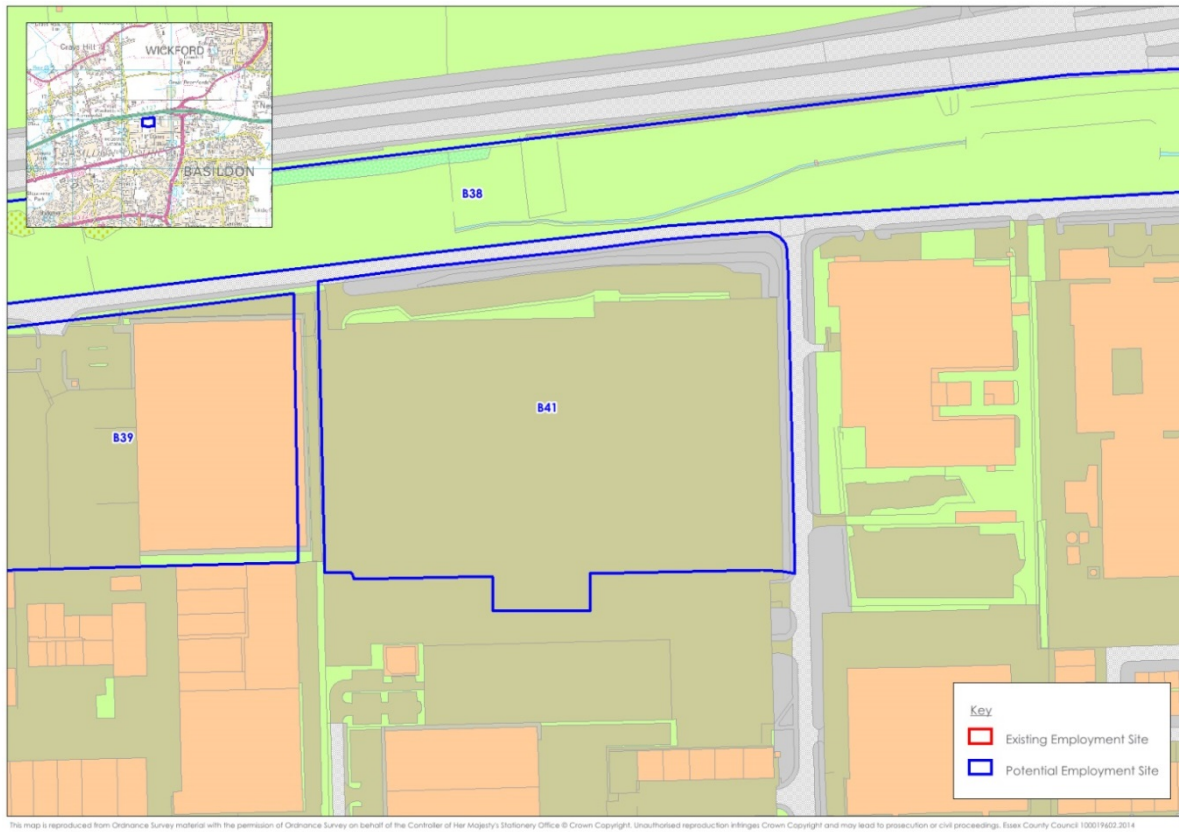 WICKFORD
BASILDON
B38
B41
B39
Key
Existing Employment Site
Potential Employment Site
This map is reproduced from Ordnance Survey material with the permission of Ordnance Survey on behalf of the Controller of Her Majesty's Stationery Office © Crown Copyright. Unauthorised reproduction infringes Crown Copyright and may lead to prosecution or civil proceedings. Essex County Council 100019602 2014